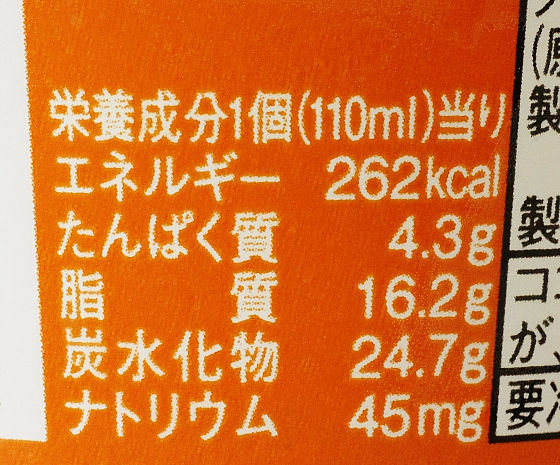 栄養成分1個(110ml)当り
エネルギー 262kcal
たんぱく質 4.3g
脂質 16.2g
炭水化物 24.7g
ナトリウム 45mg
製
製
が
要